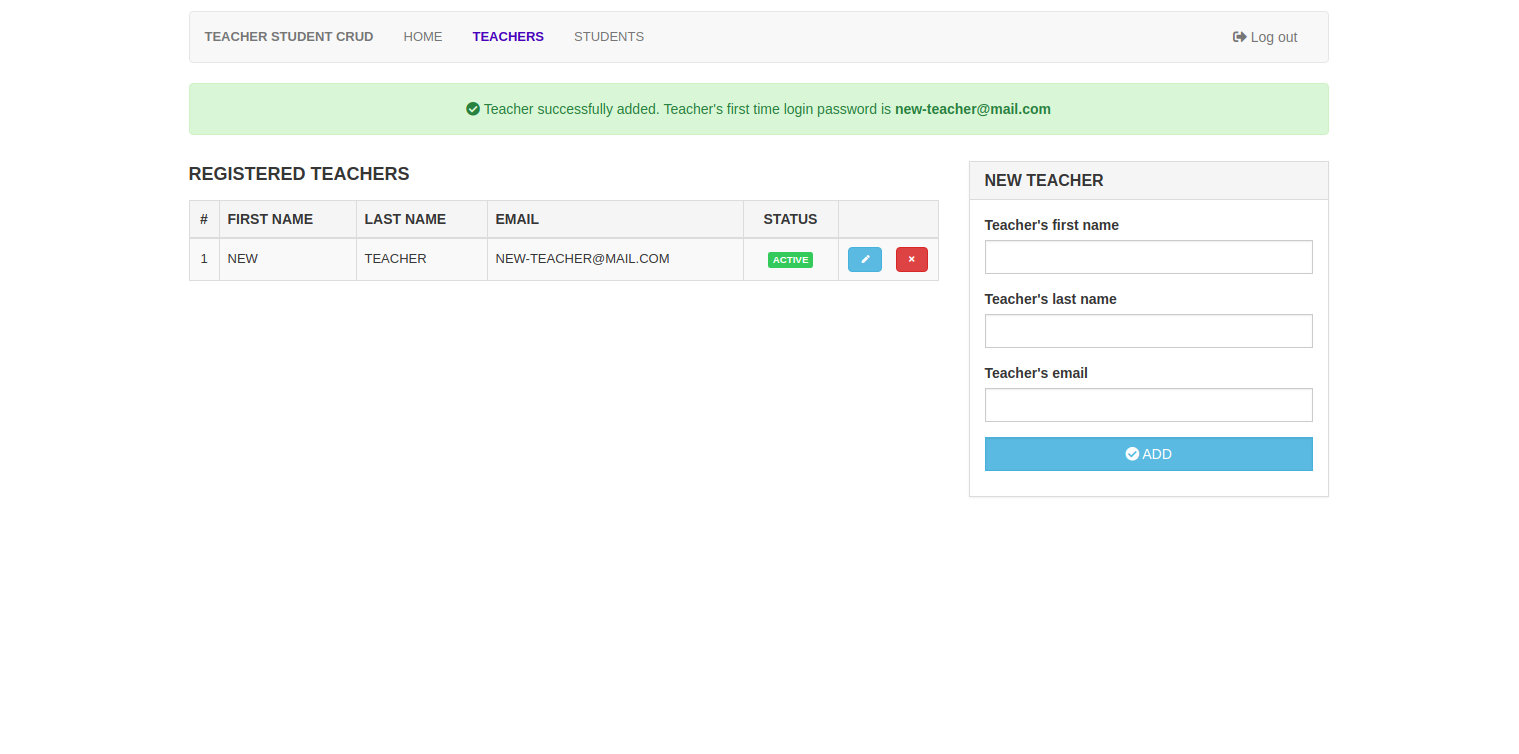 TEACHER STUDENT CRUD HOME TEACHERS STUDENTS Log out
Teacher successfully added. Teacher's first time login password is new-teacher@mail.com
REGISTERED TEACHERS
# FIRST NAME LAST NAME EMAIL STATUS
1 NEW TEACHER NEW-TEACHER@MAIL.COM ACTIVE
NEW TEACHER
Teacher's first name
Teacher's last name
Teacher's email
ADD